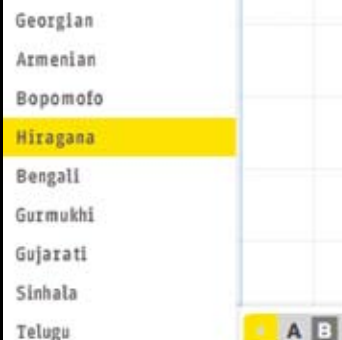 Georgian
Armenian
Bopomofo
Hiragana
Bengali
Gurmukhi
Gujarati
Sinhala
Telugu
A B